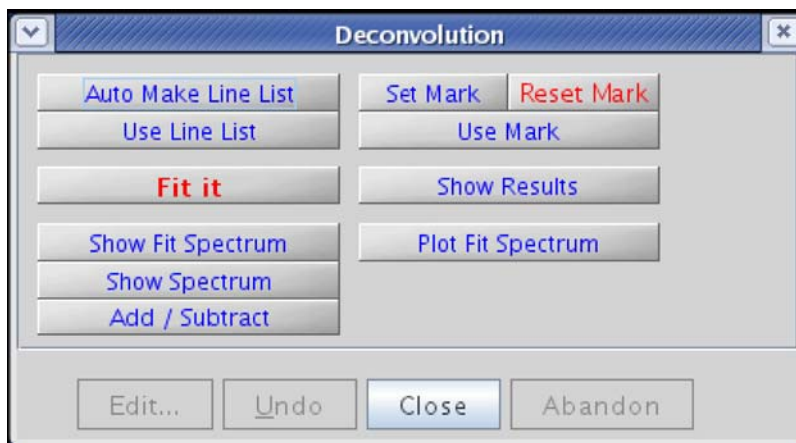 Deconvolution
Auto Make Line List
Set Mark
Reset Mark
Use Line List
Use Mark
Fit it
Show Results
Show Fit Spectrum
Plot Fit Spectrum
Show Spectrum
Add / Subtract
Edit...
Undo
Close
Abandon